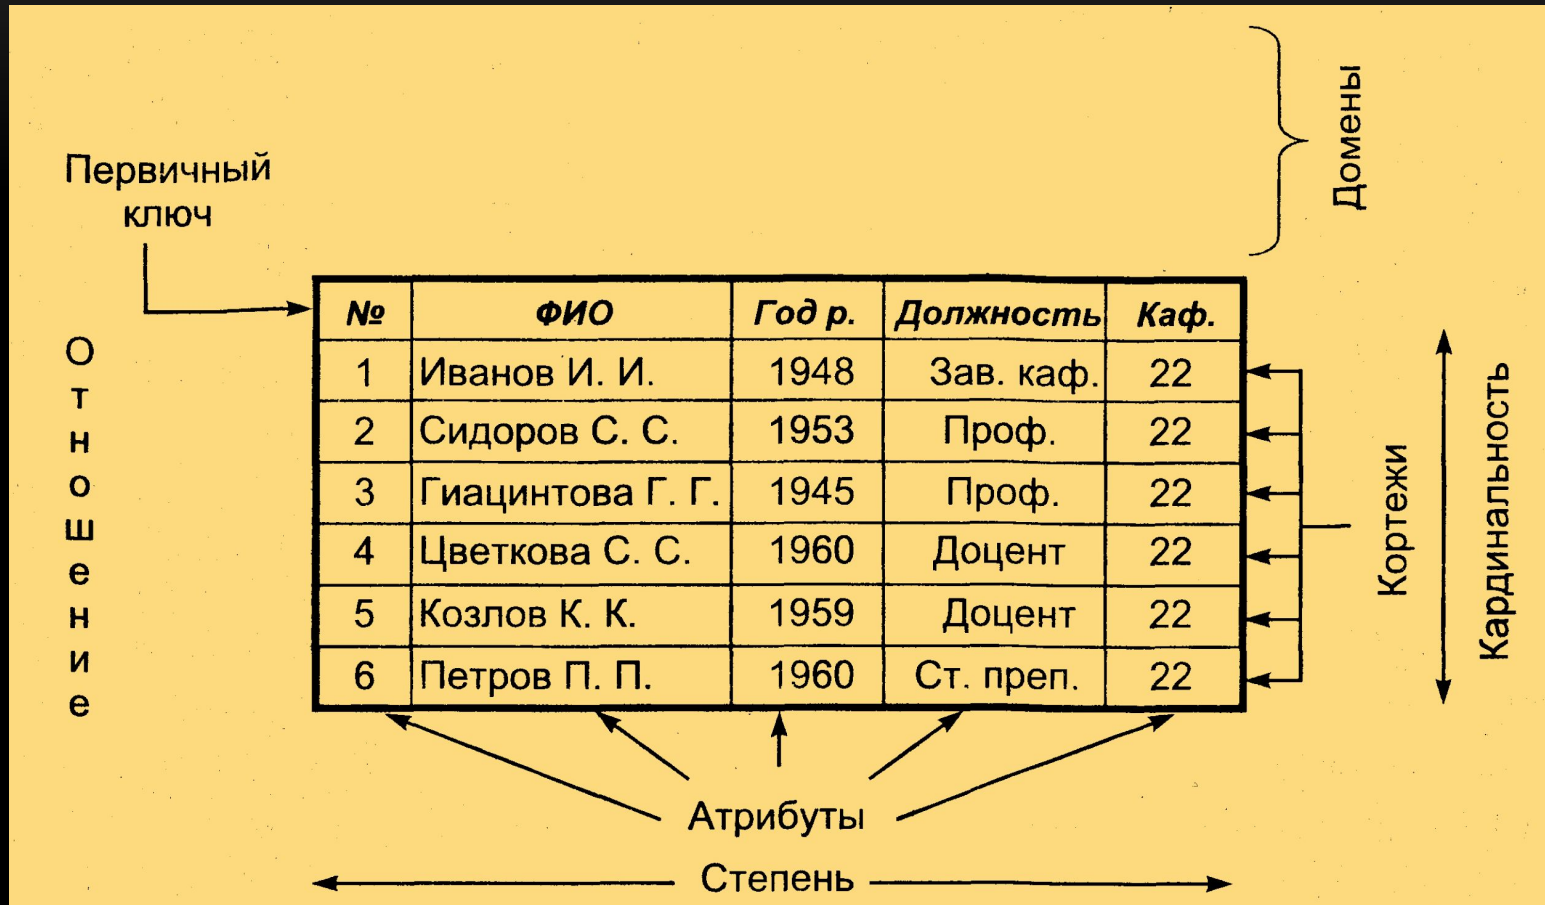 Домены
Первичный
ключ
№ ФИО Год р. Должность Каф.
1 Иванов И. И. 1948 Зав. каф. 22
2 Сидоров С. С. 1953 Проф. 22
3 Гиацинтова Г. Г. 1945 Проф. 22
4 Цветкова С. С. 1960 Доцент 22
5 Козлов К. К. 1959 Доцент 22
6 Петров П. П. 1960 Ст. преп. 22
Отношение
Кортежи
Кардинальность
Атрибуты
Степень